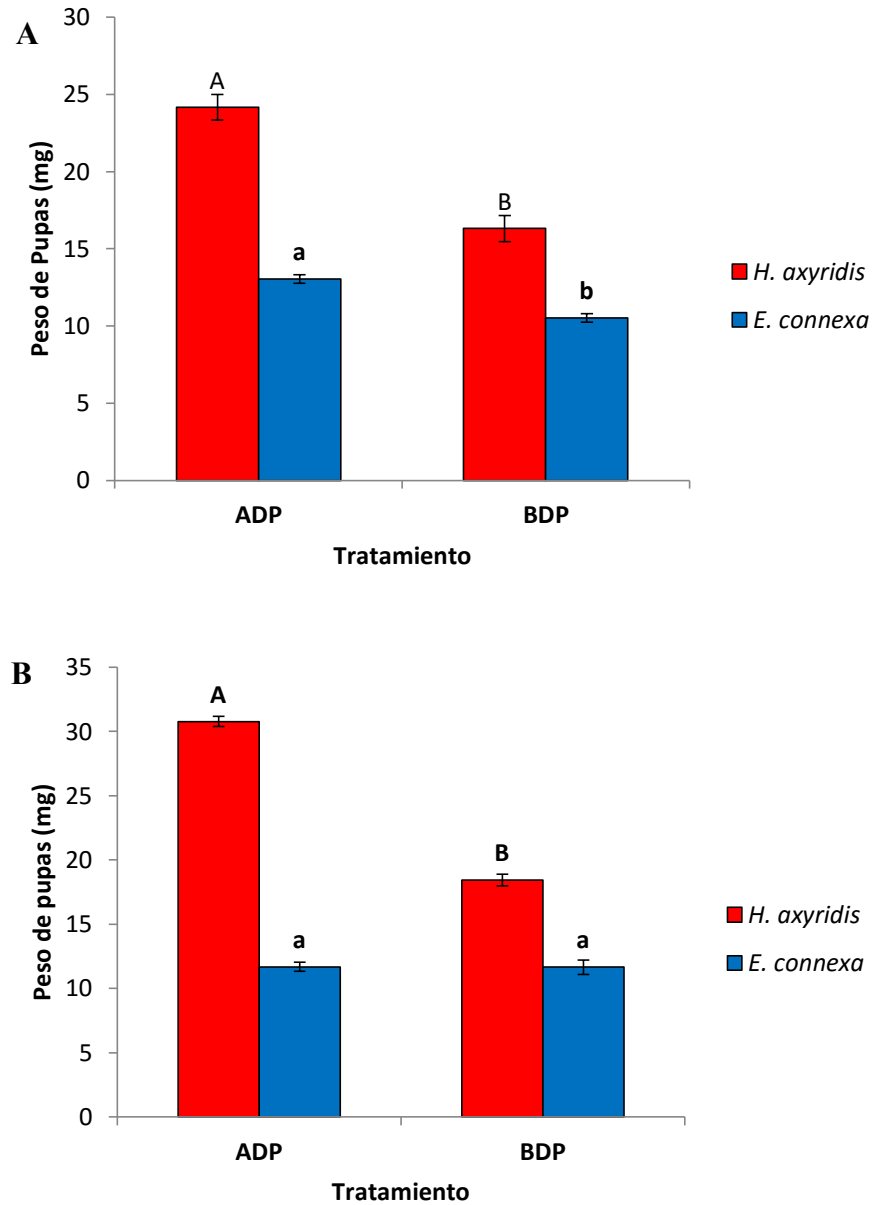 A
Peso de Pupas (mg)
30
25
20
15
10
5
0
A
a
B
b
ADP
BDP
Tratamiento
H. axyridis
E. connexa
B
Peso de pupas (mg)
35
30
25
20
15
10
5
0
A
a
B
a
ADP
BDP
Tratamiento
H. axyridis
E. connexa